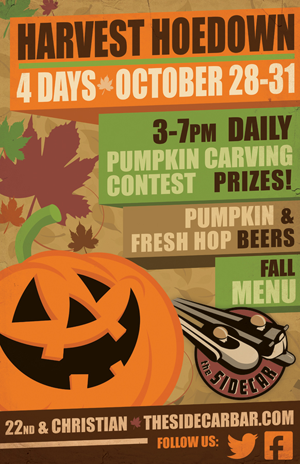 HARVEST HOEDOWN
4 DAYS OCTOBER 28-31
3-7PM DAILY
PUMPKIN CARVING
CONTEST PRIZES!
PUMPKIN &
FRESH HOP BEERS
FALL
MENU
the SIDECAR
22ND & CHRISTIAN THESIDECARBAR.COM
FOLLOW US: